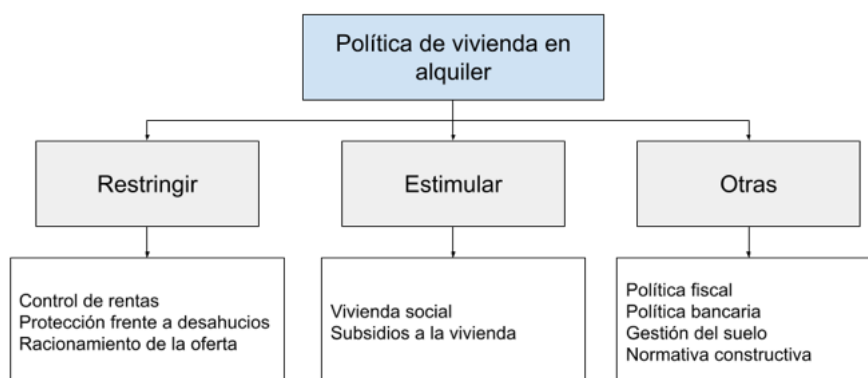 Política de vivienda en
alquiler
Restringir
Estimular
Otras
Control de rentas
Protección frente a desahucios
Racionamiento de la oferta
Vivienda social
Subsidios a la vivienda
Política fiscal
Política bancaria
Gestión del suelo
Normativa constructiva